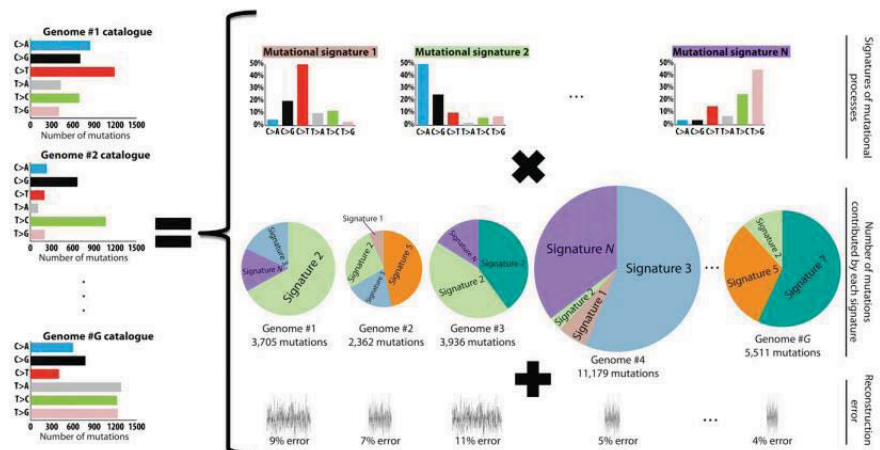 Genome #1 catalogue
C>A
C>G
C>T
T>A
T>C
T>G
0 300 600 900 1200 1500
Number of mutations
Genome #2 catalogue
C>A
C>G
C>T
T>A
T>C
T>G
0 300 600 900 1200 1500
Number of mutations
Genome #G catalogue
C>A
C>G
C>T
T>A
T>C
T>G
0 300 600 900 1200 1500
Number of mutations
Mutational signature 1
50%
40%
30%
20%
10%
0
C>A C>G C>T T>A T>C T>G
Mutational signature 2
50%
40%
30%
20%
10%
0
C>A C>G C>T T>A T>C T>G
...
Mutational signature N
50%
40%
30%
20%
10%
0
C>A C>G C>T T>A T>C T>G
Signatures of mutational
processes
Signature 2
Signature N
Signature
Genome #1
3,705 mutations
Signature 1
Signature 2
Signature 5
Signature 3
Genome #2
2,362 mutations
Signature N
Signature 2
Genome #3
3,936 mutations
Signature N
Signature 3
Signature 2
Signature 1
Genome #4
11,179 mutations
...
Signature 2
Signature 5
Signature 7
Genome #G
5,511 mutations
Number of mutations
contributed by each signature
9% error
7% error
11% error
5% error
...
4% error
Reconstruction
error